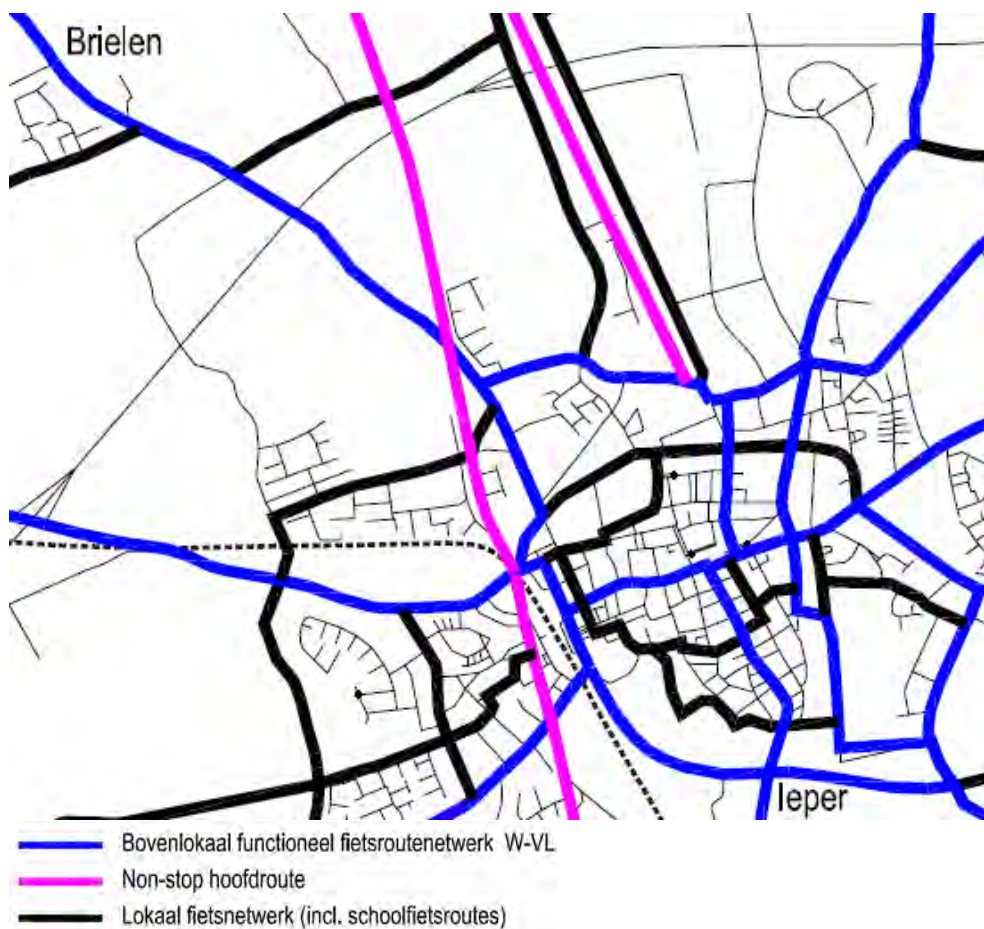 Brielen
Ieper
Bovenlokaal functioneel fietsroutenetwerk W-VL
Non-stop hoofdroute
Lokaal fietsnetwerk (incl. schoolfietsroutes)